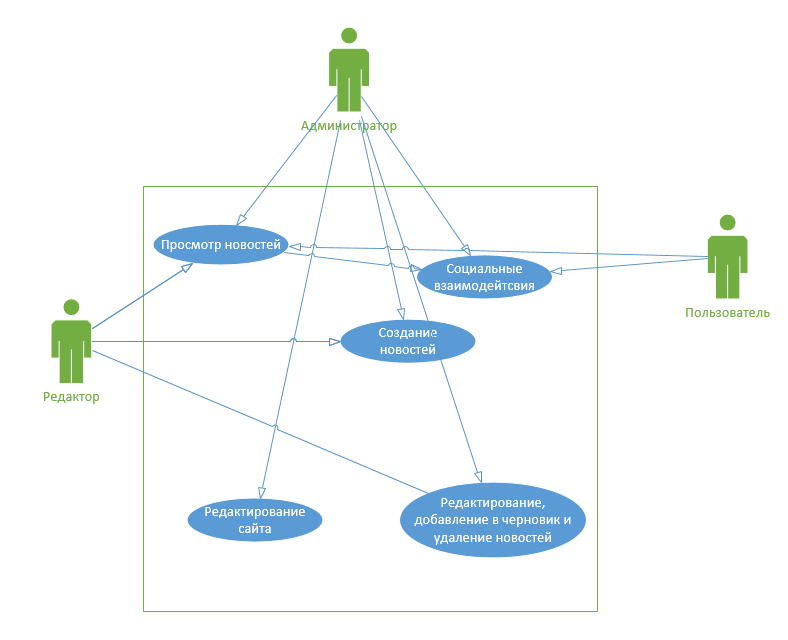 Администратор
Просмотр новостей
Социальные
взаимодейтсвия
Пользователь
Создание
новостей
Редактор
Редактирование
сайта
Редактирование,
добавление в черновик и
удаление новостей